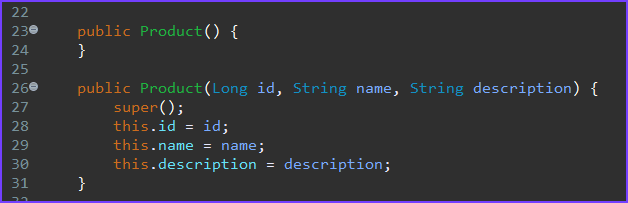 22
23 public Product() {
24 }
25
26 public Product(Long id, String name, String description) {
27 super();
28 this.id = id;
29 this.name = name;
30 this.description = description;
31 }